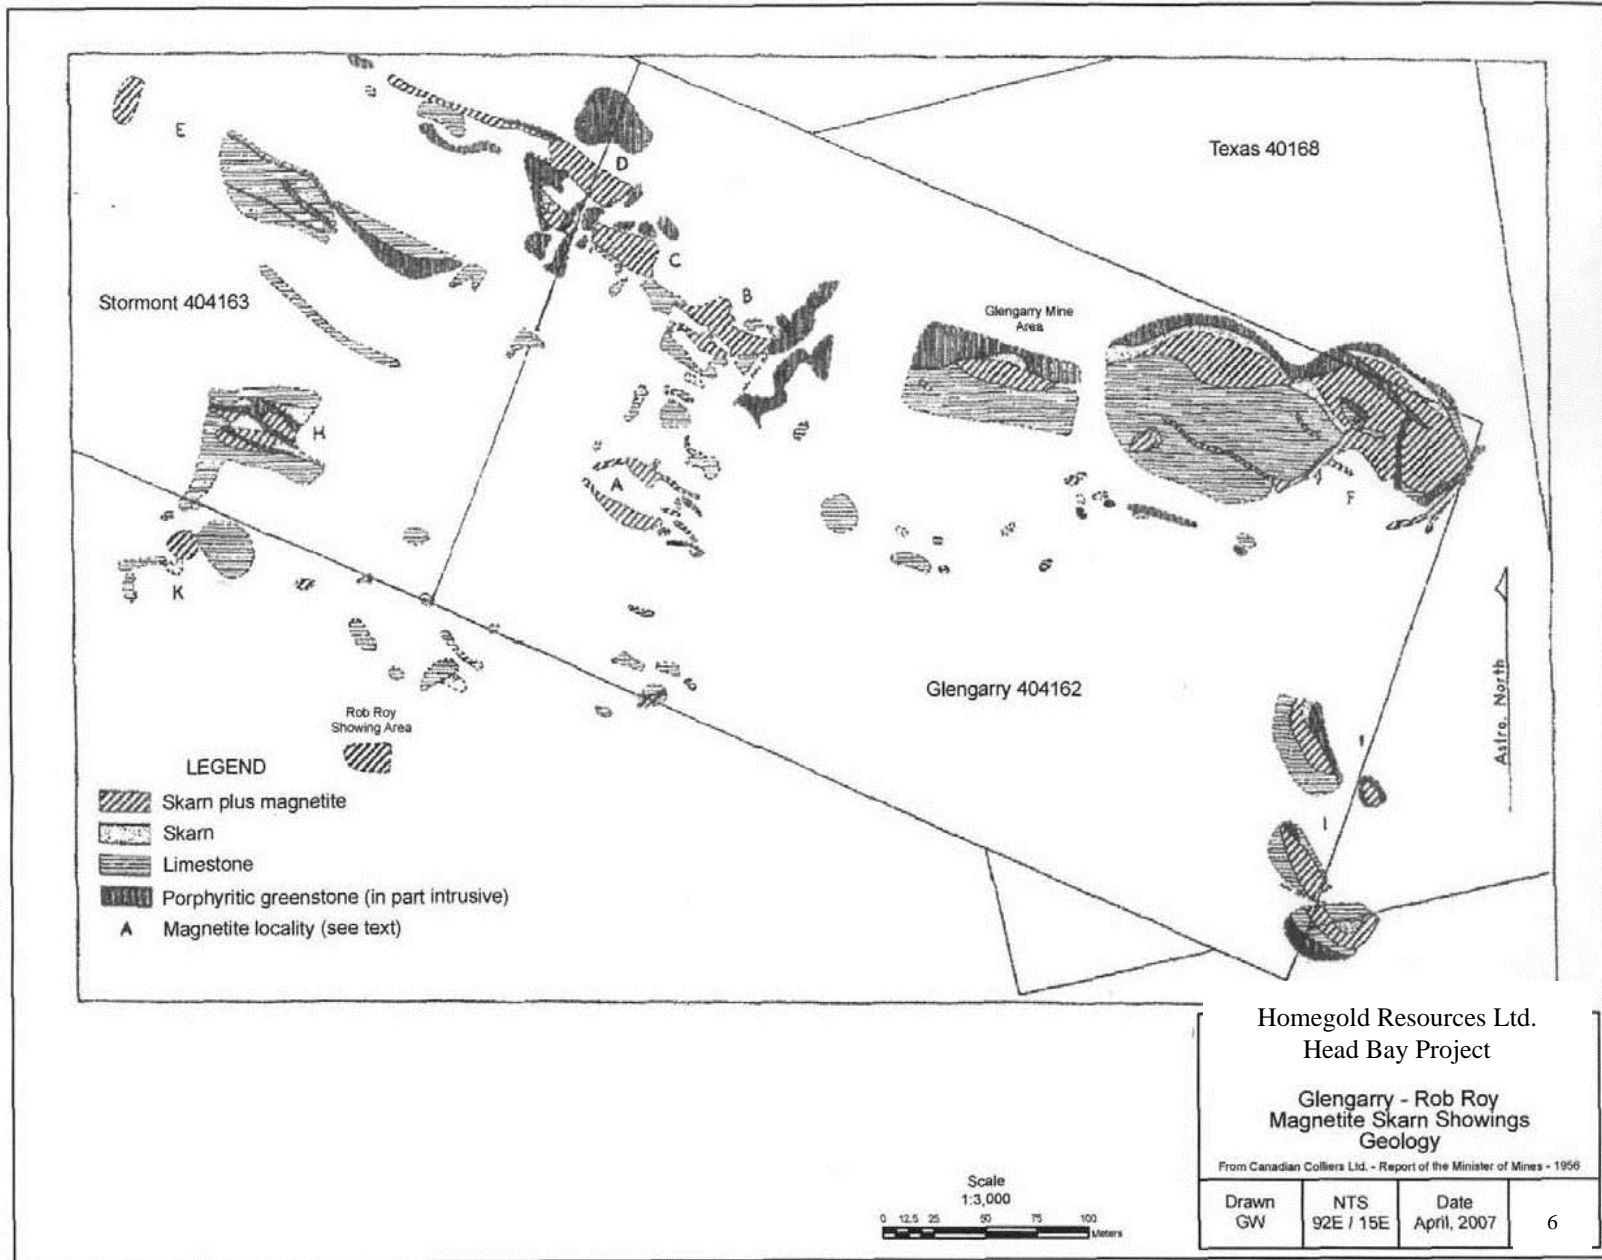 Texas 40168
E
D
C
B
Glengarry Mine
Area
Stormont 404163
H
A
F
K
Astro. North
Glengarry 404162
Rob Roy
Showing Area
I
I
LEGEND
Skarn plus magnetite
Skarn
Limestone
Porphyritic greenstone (in part intrusive)
A Magnetite locality (see text)
Homegold Resources Ltd.
Head Bay Project
Glengarry - Rob Roy
Magnetite Skarn Showings
Geology
From Canadian Colliers Ltd. - Report of the Minister of Mines - 1956
Scale
1:3,000
0 12.5 25 50 75 100
Meters
Drawn
GW
NTS
92E / 15E
Date
April, 2007
6